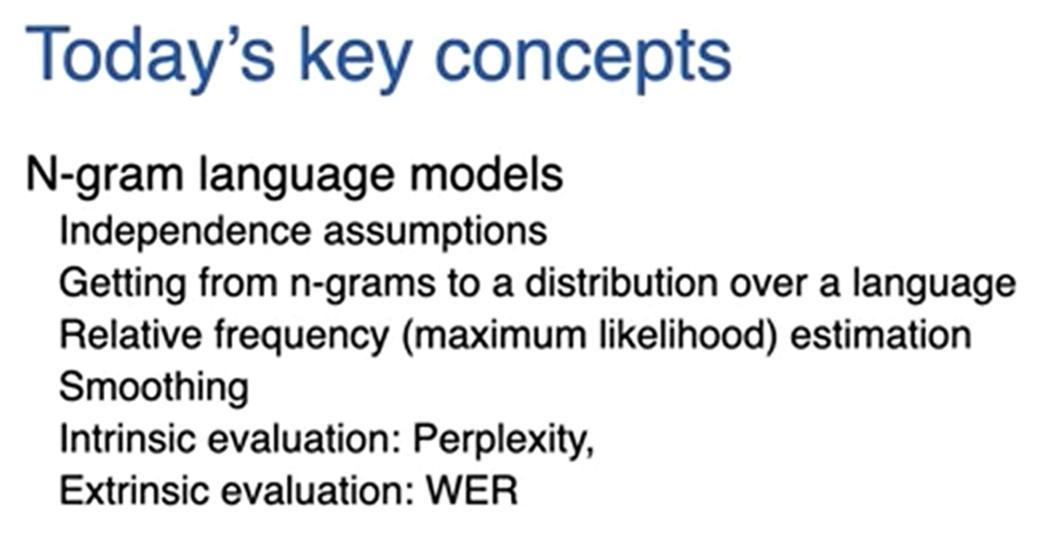 Today’s key concepts
N-gram language models
Independence assumptions
Getting from n-grams to a distribution over a language
Relative frequency (maximum likelihood) estimation
Smoothing
Intrinsic evaluation: Perplexity,
Extrinsic evaluation: WER